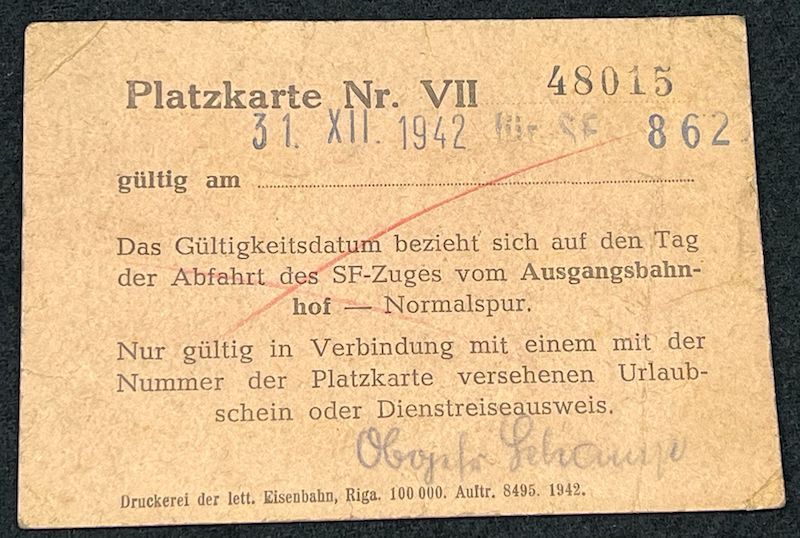 Platzkarte Nr. VII 48015
31. XII. 1942 für SF 862
gültig am
Das Gültigkeitsdatum bezieht sich auf den Tag
der Abfahrt des SF-Zuges vom Ausgangsbahn-
hof — Normalspur.
Nur gültig in Verbindung mit einem mit der
Nummer der Platzkarte versehenen Urlaub-
schein oder Dienstreiseausweis.
Obgefr.
Druckerei der lett. Eisenbahn, Riga. 100 000. Auftr. 8495. 1942.